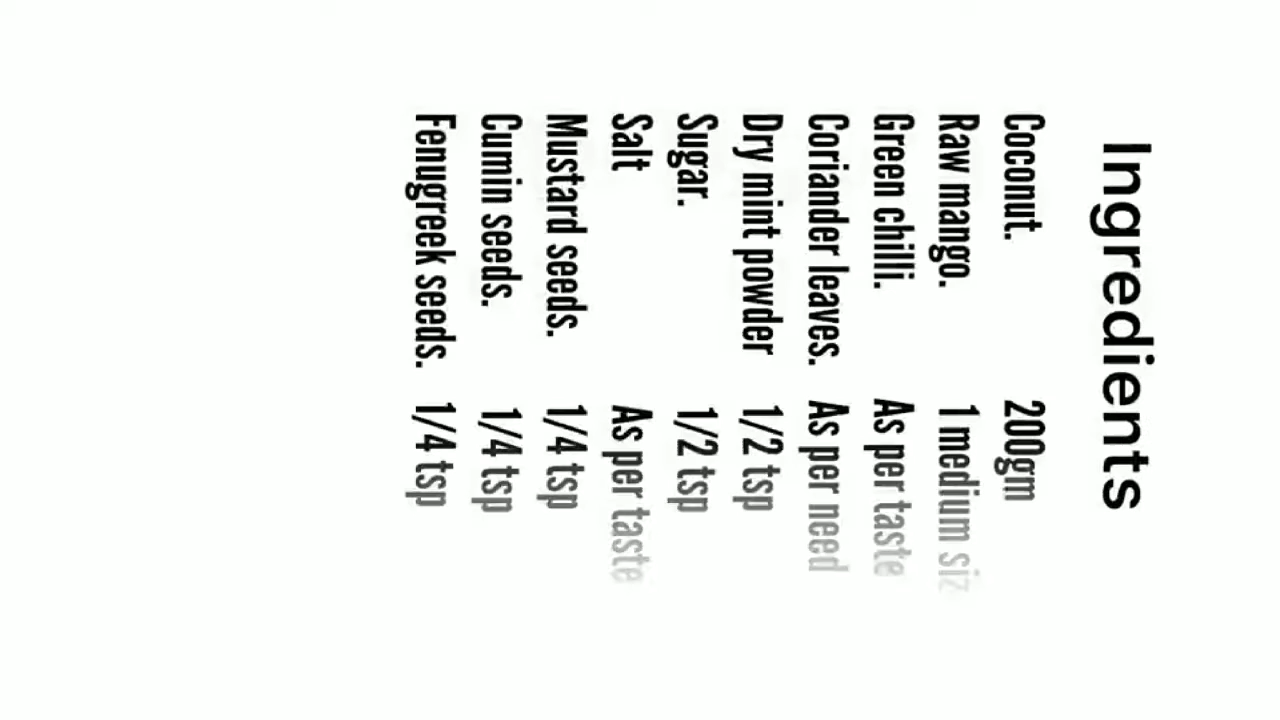 Ingredients
Coconut. 200gm
Raw mango. 1 medium siz
Green chilli. As per taste
Coriander leaves. As per need
Dry mint powder 1/2 tsp
Sugar. 1/2 tsp
Salt As per taste
Mustard seeds. 1/4 tsp
Cumin seeds. 1/4 tsp
Fenugreek seeds. 1/4 tsp